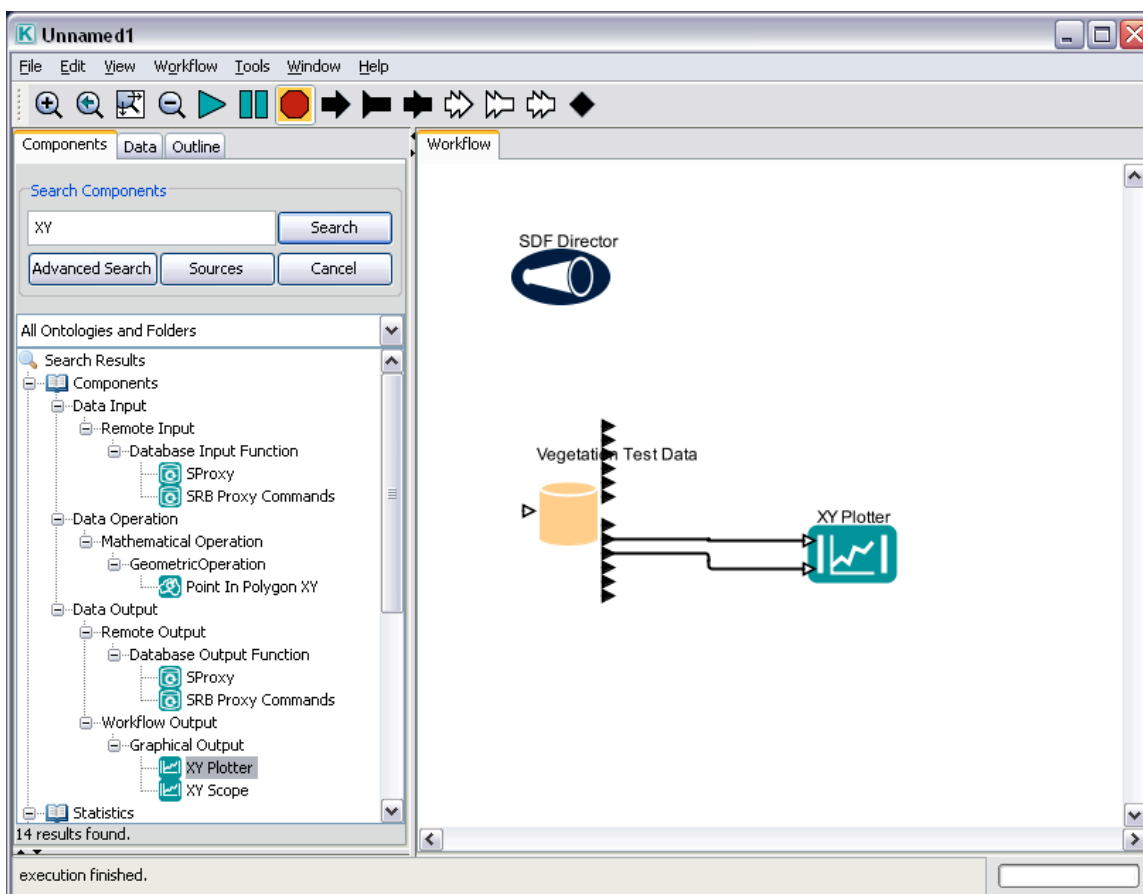 Unnamed1
File Edit View Workflow Tools Window Help
Components Data Outline
Workflow
Search Components
XY Search
Advanced Search Sources Cancel
All Ontologies and Folders
Search Results
Components
Data Input
Remote Input
Database Input Function
SProxy
SRB Proxy Commands
Data Operation
Mathematical Operation
GeometricOperation
Point In Polygon XY
Data Output
Remote Output
Database Output Function
SProxy
SRB Proxy Commands
Workflow Output
Graphical Output
XY Plotter
XY Scope
Statistics
14 results found.
SDF Director
Vegetation Test Data
XY Plotter
execution finished.